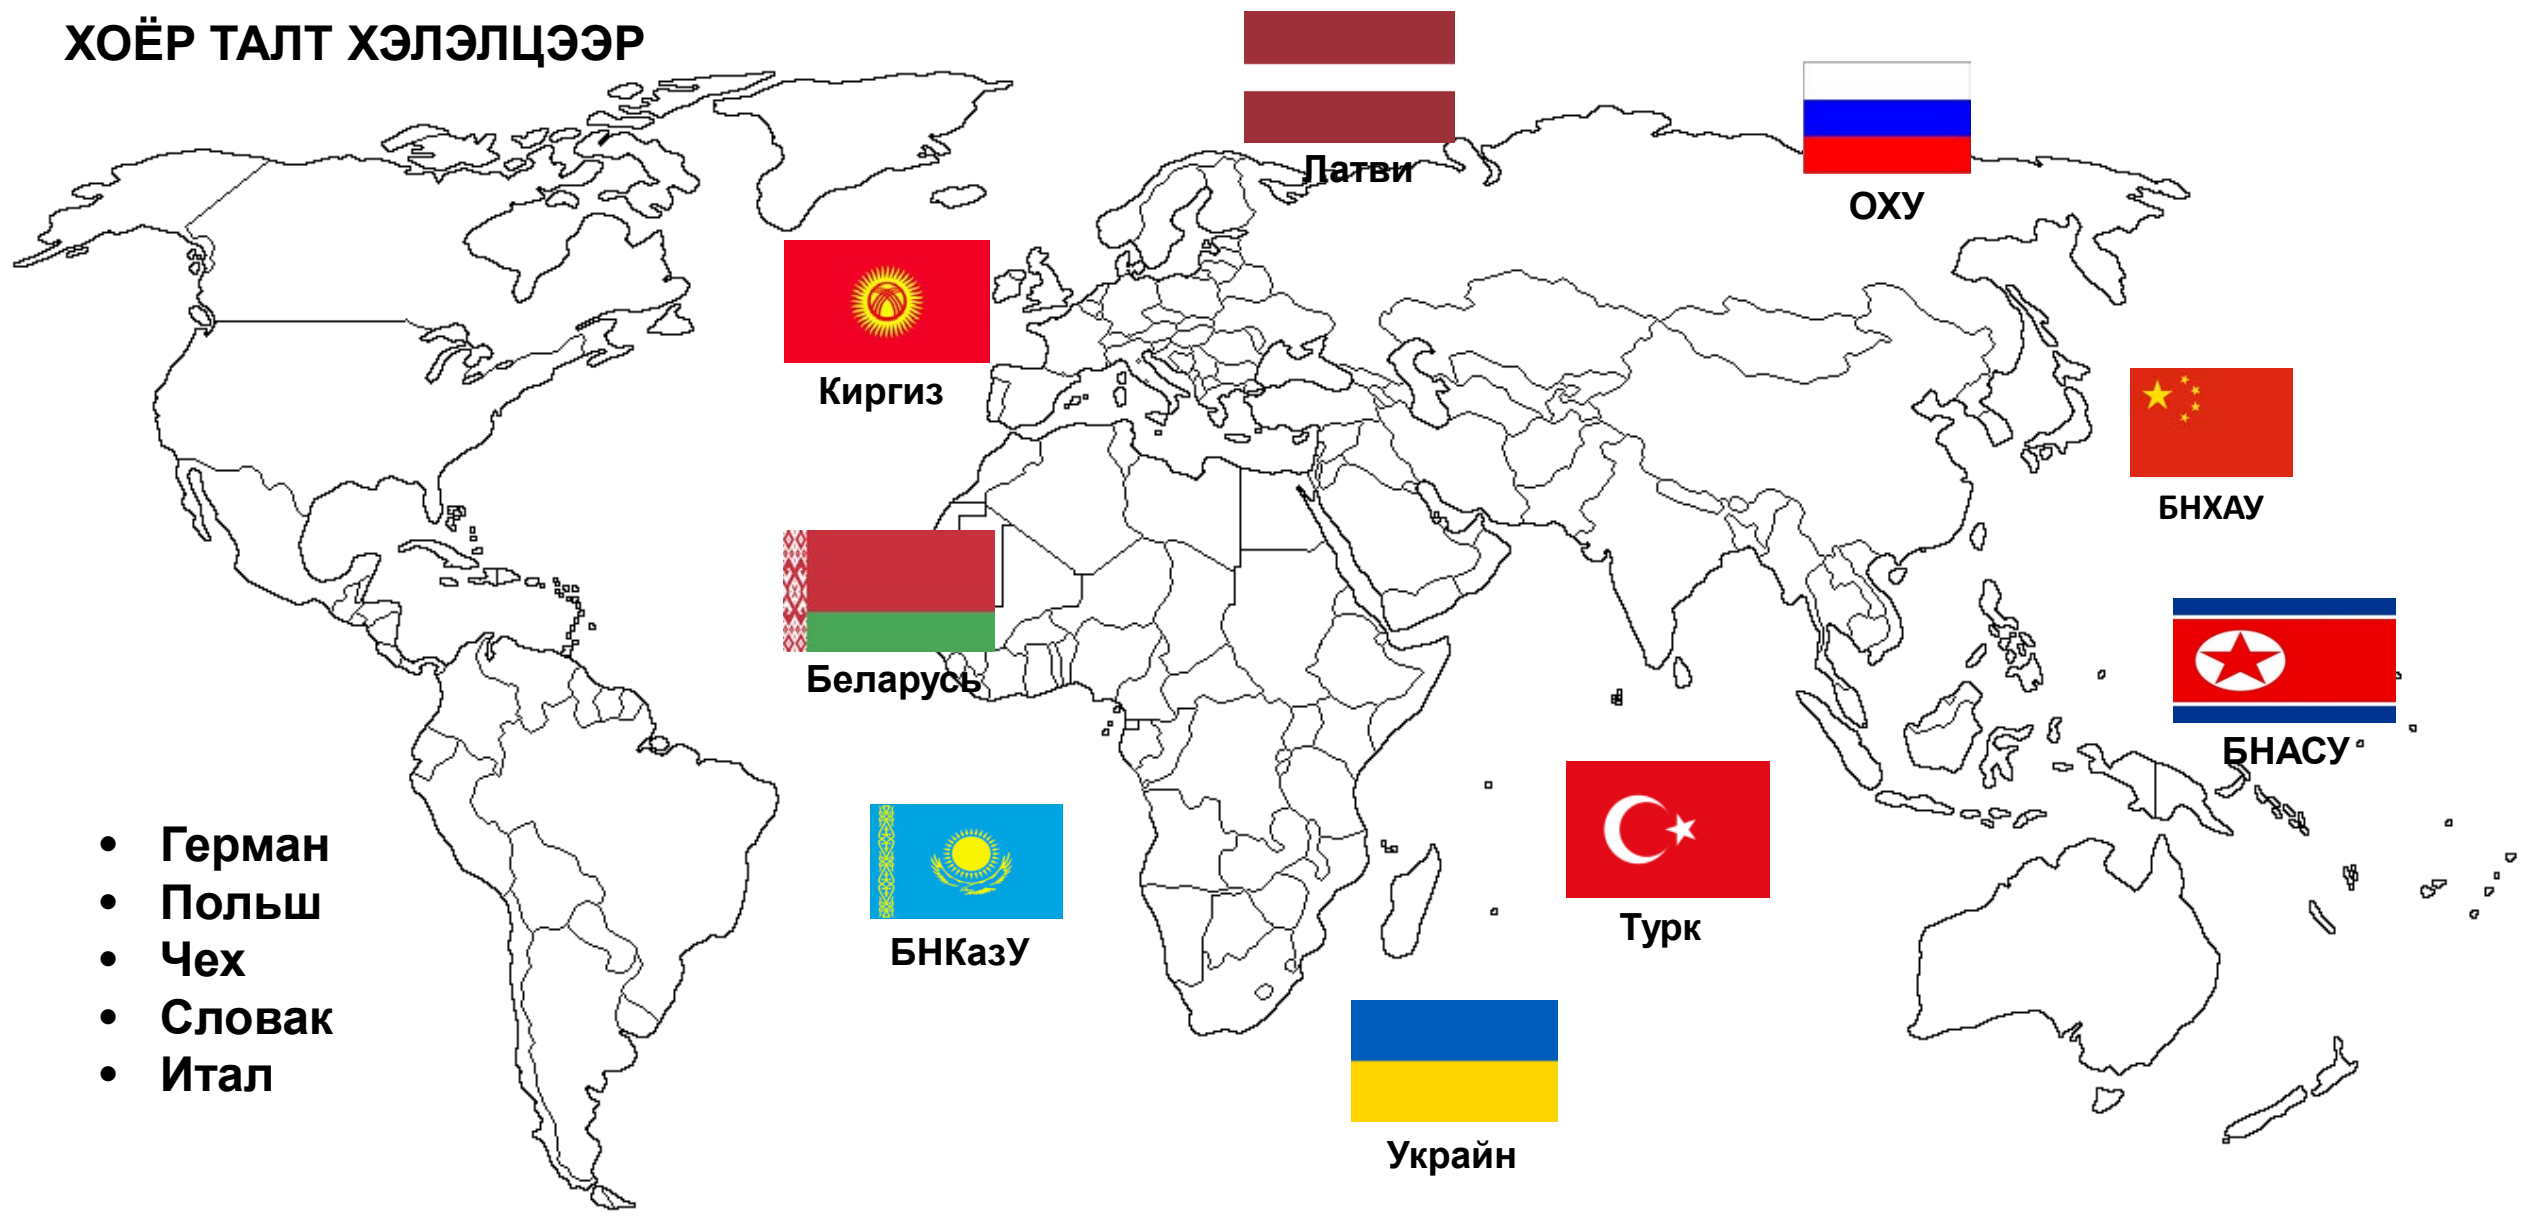 ХОЁР ТАЛТ ХЭЛЭЛЦЭЭР
Латви
ОХУ
Киргиз
БНХАУ
Беларусь
БНАСУ
БНКазУ
Турк
Украйн
• Герман
• Польш
• Чех
• Словак
• Итал